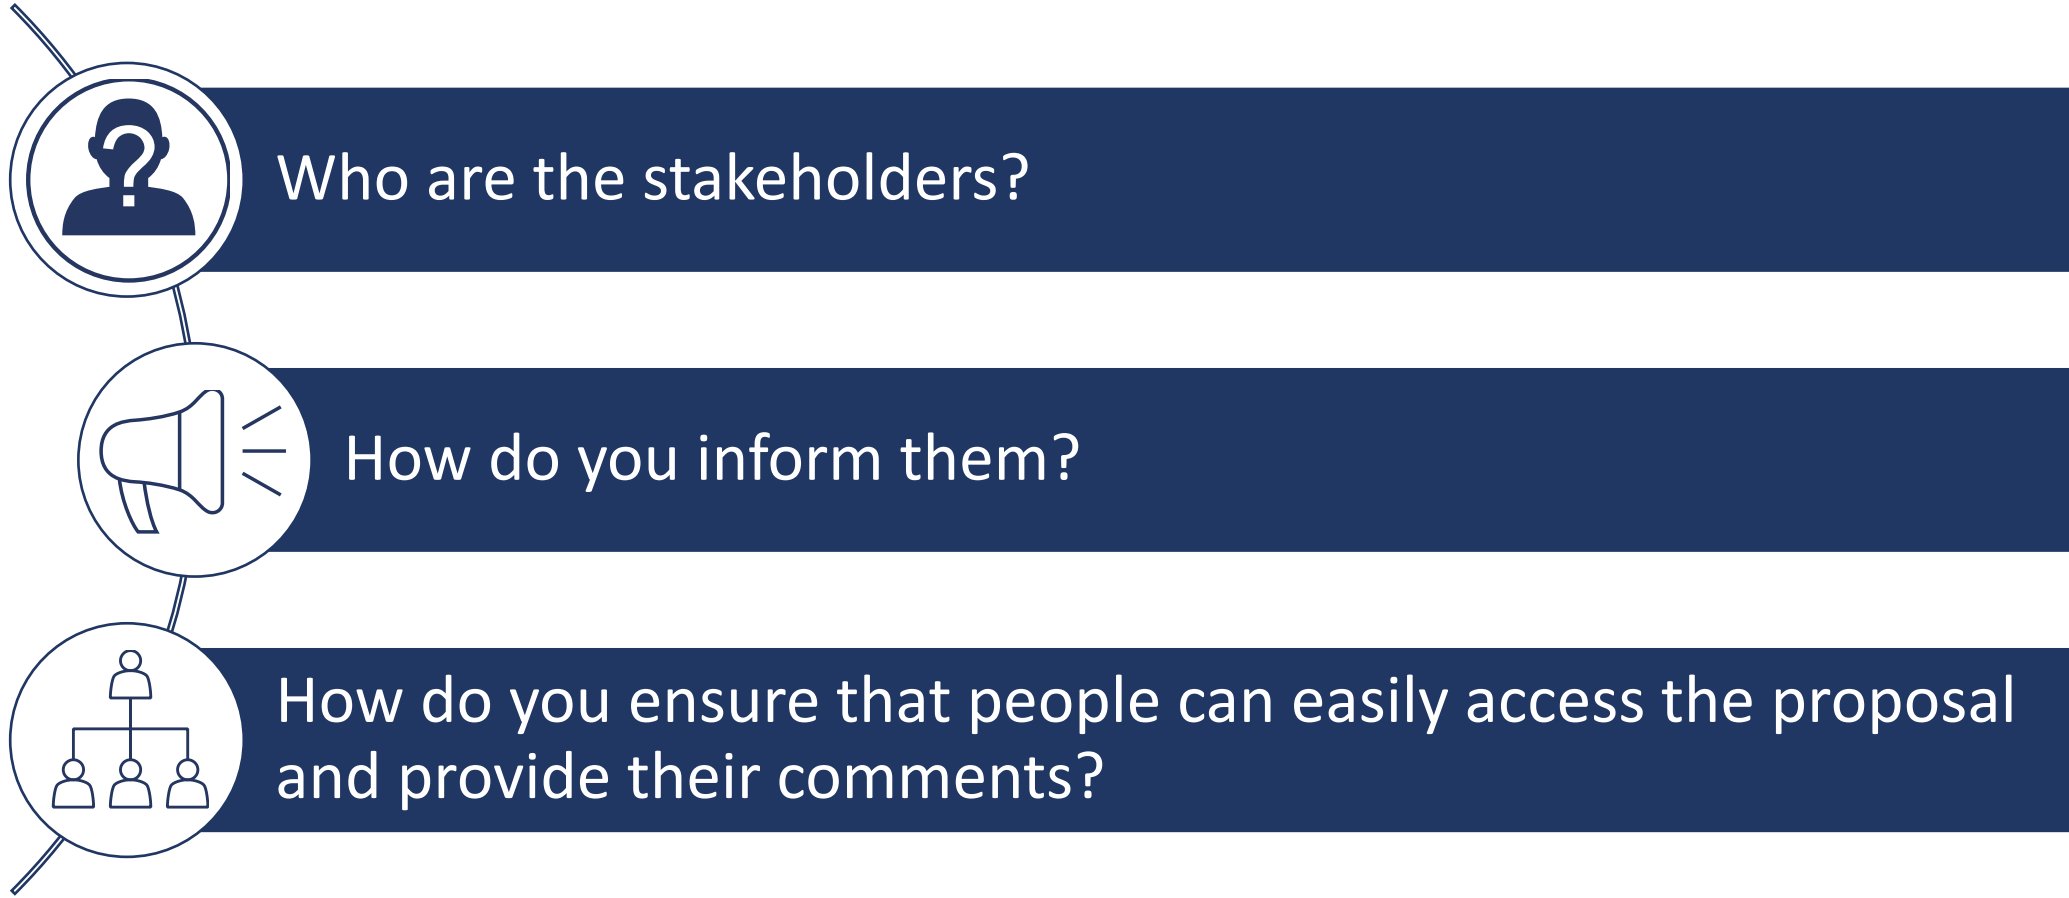 Who are the stakeholders?
How do you inform them?
How do you ensure that people can easily access the proposal
and provide their comments?